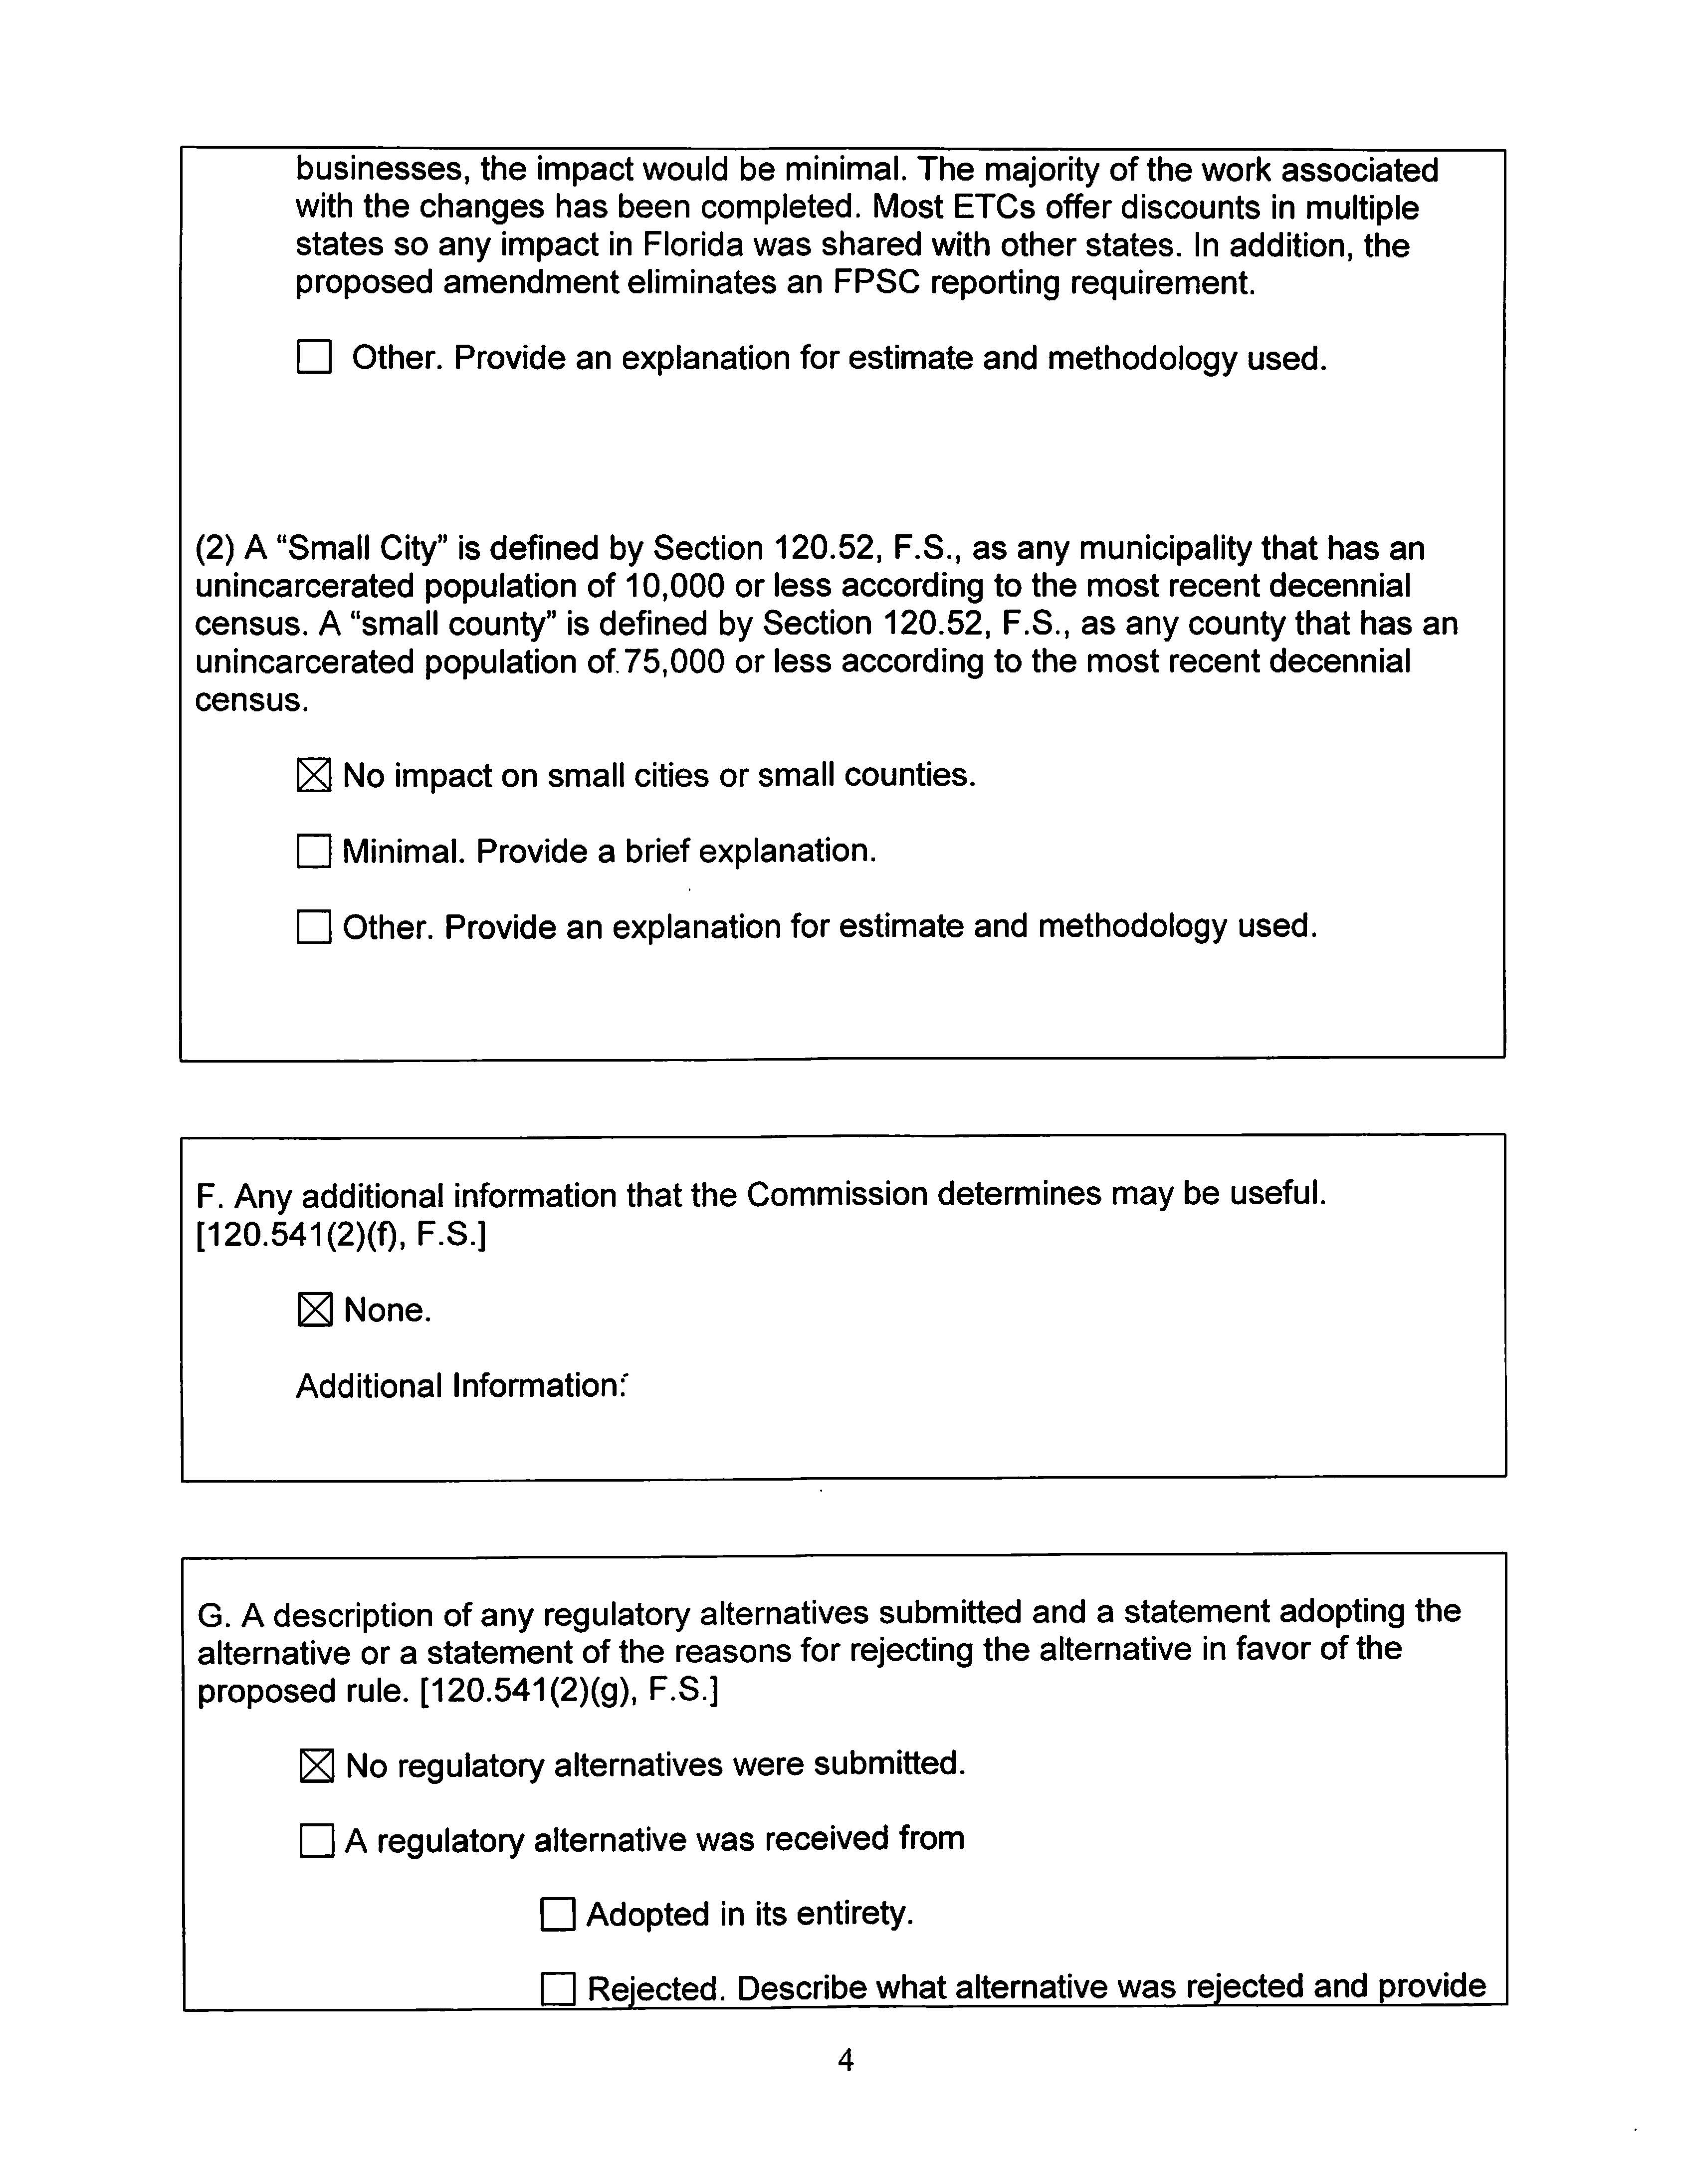 businesses, the impact would be minimal. The majority of the work associated
with the changes has been completed. Most ETCs offer discounts in multiple
states so any impact in Florida was shared with other states. In addition, the
proposed amendment eliminates an FPSC reporting requirement.
☐ Other. Provide an explanation for estimate and methodology used.
(2) A “Small City” is defined by Section 120.52, F.S., as any municipality that has an
unincarcerated population of 10,000 or less according to the most recent decennial
census. A “small county” is defined by Section 120.52, F.S., as any county that has an
unincarcerated population of 75,000 or less according to the most recent decennial
census.
☒ No impact on small cities or small counties.
☐ Minimal. Provide a brief explanation.
☐ Other. Provide an explanation for estimate and methodology used.
F. Any additional information that the Commission determines may be useful.
[120.541(2)(f), F.S.]
☒ None.
Additional Information:
G. A description of any regulatory alternatives submitted and a statement adopting the
alternative or a statement of the reasons for rejecting the alternative in favor of the
proposed rule. [120.541(2)(g), F.S.]
☒ No regulatory alternatives were submitted.
☐ A regulatory alternative was received from
☐ Adopted in its entirety.
☐ Rejected. Describe what alternative was rejected and provide
4